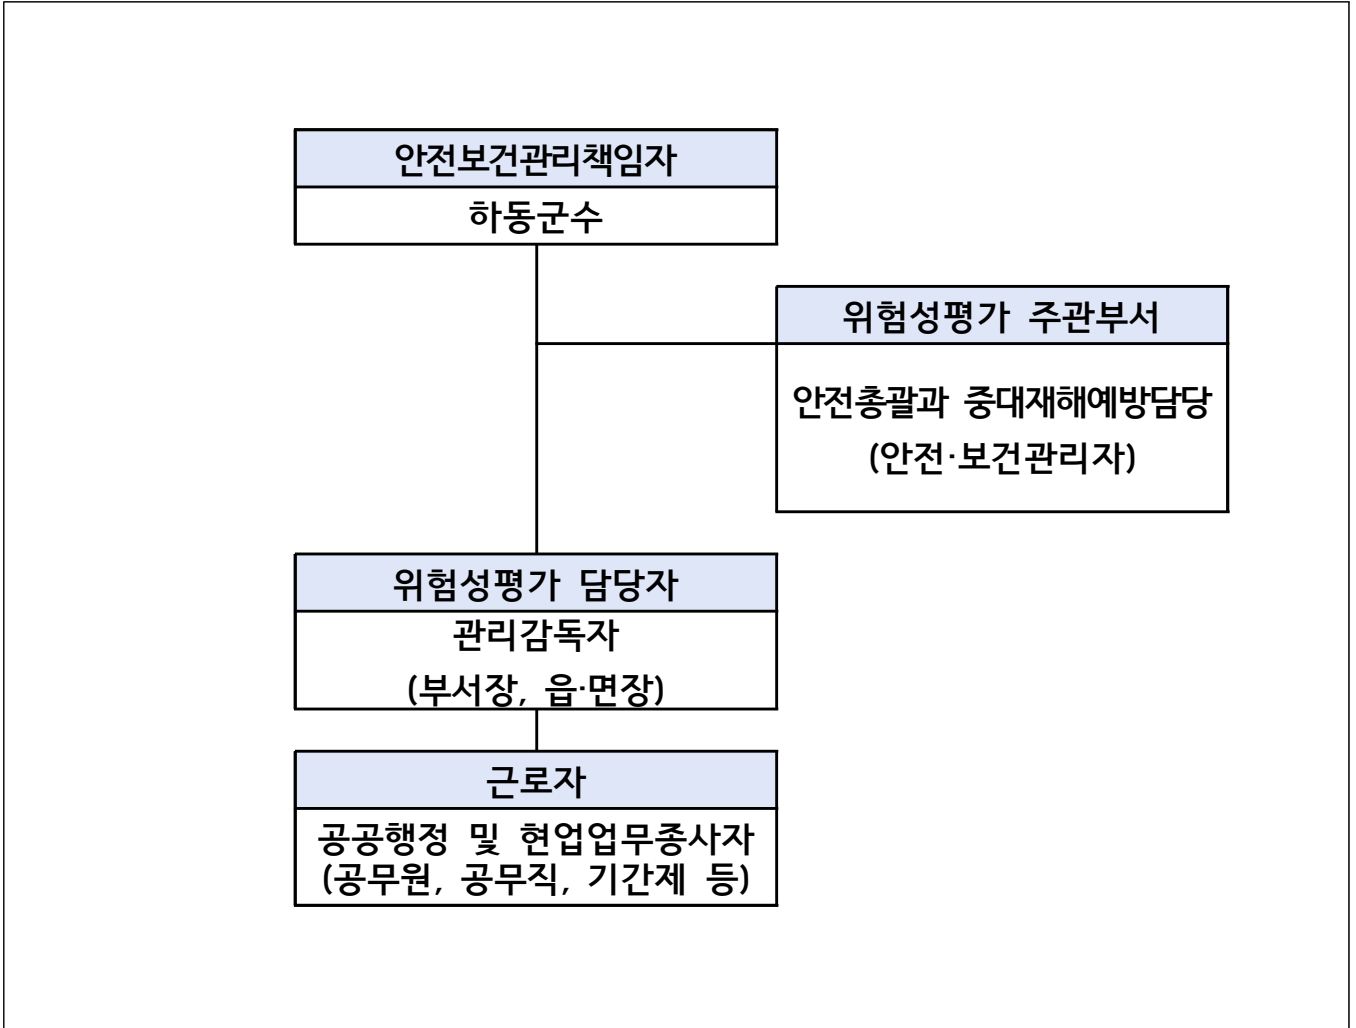 안전보건관리책임자
하동군수
위험성평가 주관부서
안전총괄과 중대재해예방담당
(안전·보건관리자)
위험성평가 담당자
관리감독자
(부서장, 읍·면장)
근로자
공공행정 및 현업업무종사자
(공무원, 공무직, 기간제 등)